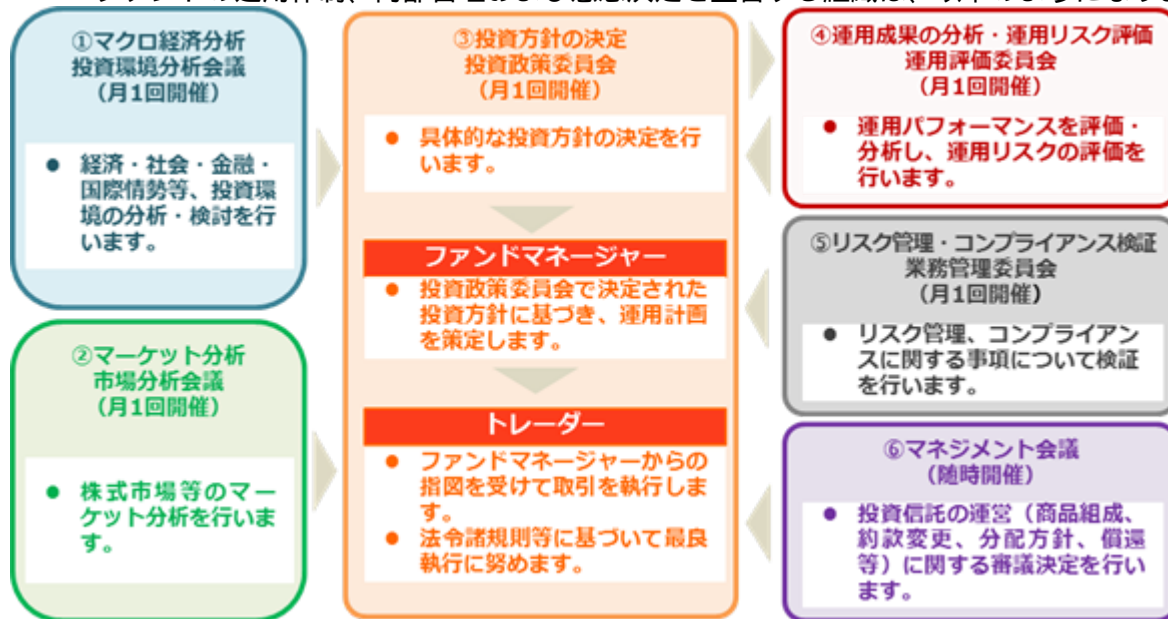 ①マクロ経済分析
投資環境分析会議
（月1回開催）
● 経済・社会・金融・
国際情勢等、投資環
境の分析・検討を行
います。
②マーケット分析
市場分析会議
（月1回開催）
● 株式市場等のマー
ケット分析を行いま
す。
③投資方針の決定
投資政策委員会
（月1回開催）
● 具体的な投資方針の決定を行
います。
ファンドマネージャー
● 投資政策委員会で決定された
投資方針に基づき、運用計画
を策定します。
トレーダー
● ファンドマネージャーからの
指図を受けて取引を執行しま
す。
● 法令諸規則等に基づいて最良
執行に努めます。
④運用成果の分析・運用リスク評価
運用評価委員会
（月1回開催）
● 運用パフォーマンスを評価・
分析し、運用リスクの評価を
行います。
⑤リスク管理・コンプライアンス検証
業務管理委員会
（月1回開催）
● リスク管理、コンプライアン
スに関する事項について検証
を行います。
⑥マネジメント会議
（随時開催）
● 投資信託の運営（商品組成、
約款変更、分配方針、償還
等）に関する審議決定を行い
ます。